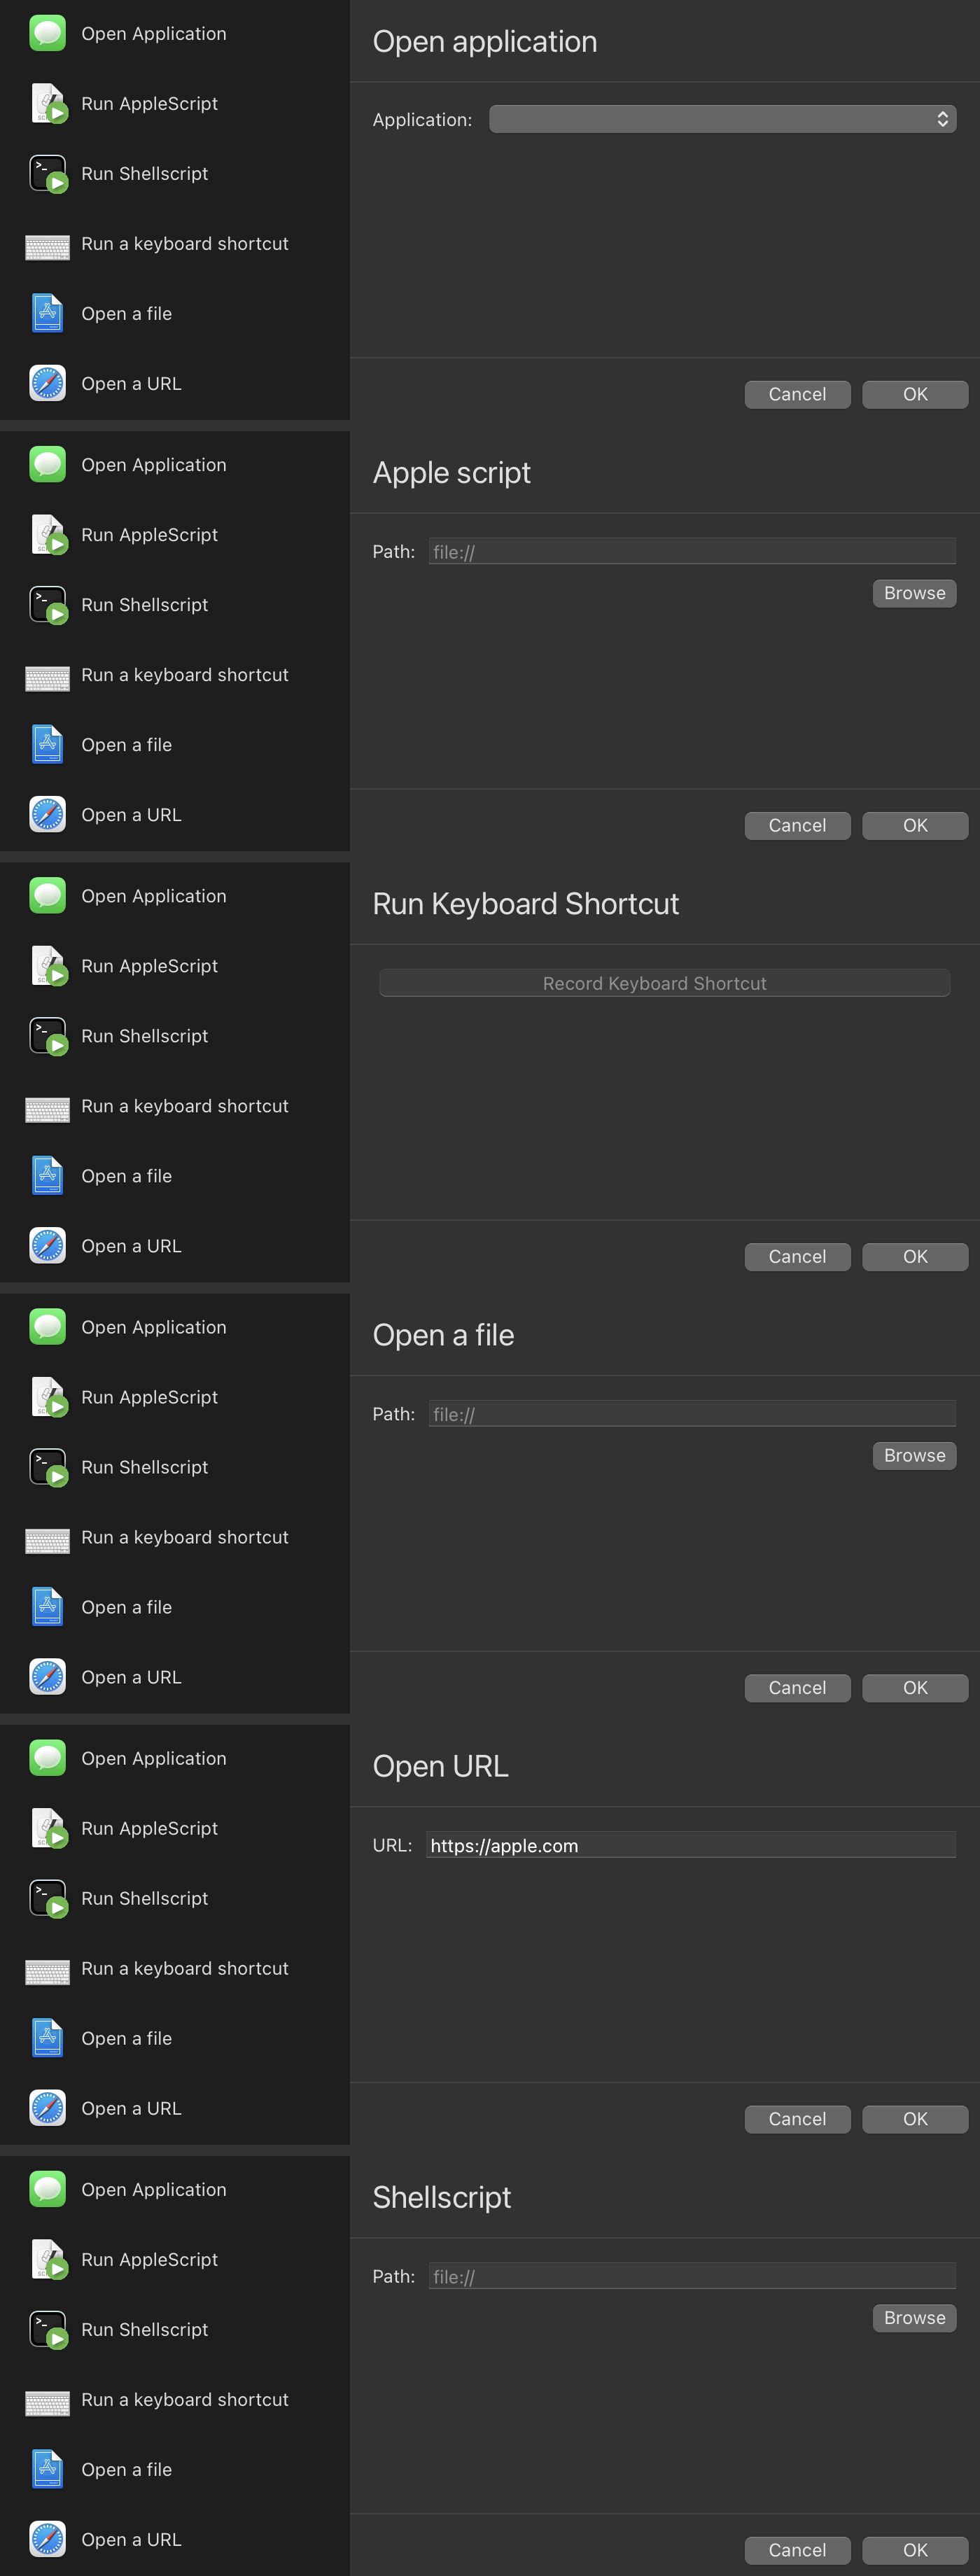 Open Application
Run AppleScript
Run Shellscript
Run a keyboard shortcut
Open a file
Open a URL
Open application
Application:
Cancel
OK
Open Application
Run AppleScript
Run Shellscript
Run a keyboard shortcut
Open a file
Open a URL
Apple script
Path: file://
Browse
Cancel
OK
Open Application
Run AppleScript
Run Shellscript
Run a keyboard shortcut
Open a file
Open a URL
Run Keyboard Shortcut
Record Keyboard Shortcut
Cancel
OK
Open Application
Run AppleScript
Run Shellscript
Run a keyboard shortcut
Open a file
Open a URL
Open a file
Path: file://
Browse
Cancel
OK
Open Application
Run AppleScript
Run Shellscript
Run a keyboard shortcut
Open a file
Open a URL
Open URL
URL: https://apple.com
Cancel
OK
Open Application
Run AppleScript
Run Shellscript
Run a keyboard shortcut
Open a file
Open a URL
Shellscript
Path: file://
Browse
Cancel
OK